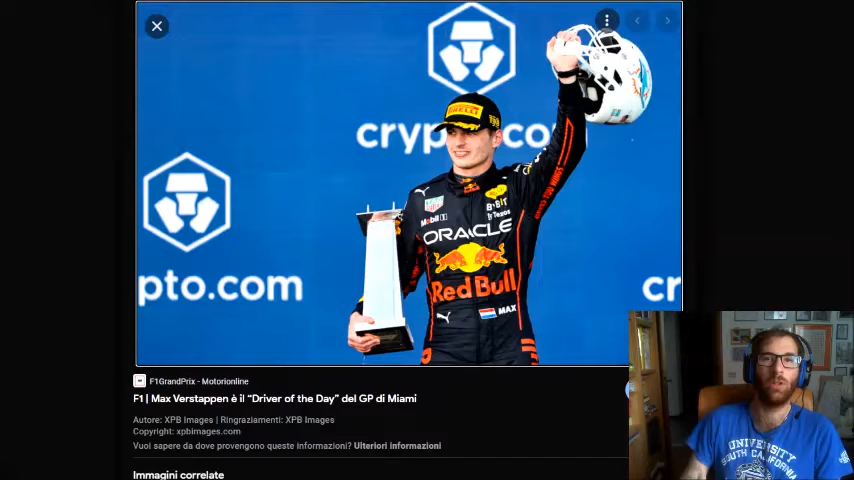 crypto.co
pto.com
cr
PIRELLI
Mobil 1
BYBIT
Tezos
ORACLE
Red Bull
MAX
F1GrandPrix - Motorionline
F1 | Max Verstappen è il “Driver of the Day” del GP di Miami
Autore: XPB Images | Ringraziamenti: XPB Images
Copyright: xpbimages.com
Vuoi sapere da dove provengono queste informazioni? Ulteriori informazioni
Immagini correlate
UNIVERSITY
SOUTH CALIFORNIA